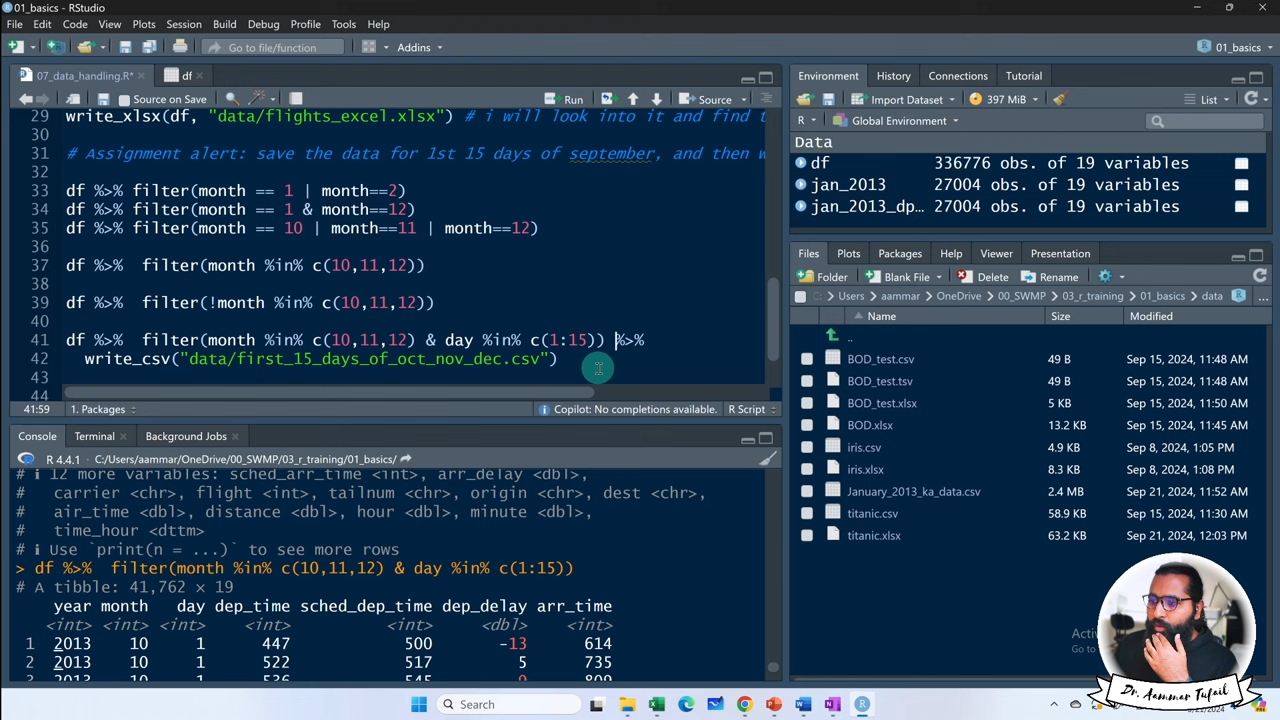 01_basics - RStudio
File Edit Code View Plots Session Build Debug Profile Tools Help
Go to file/function Addins 01_basics
07_data_handling.R* df
Source on Save Run Source
29 write_xlsx(df, "data/flights_excel.xlsx") # i will look into it and find t
30
31 # Assignment alert: save the data for 1st 15 days of september, and then w
32
33 df %>% filter(month == 1 | month==2)
34 df %>% filter(month == 1 & month==12)
35 df %>% filter(month == 10 | month==11 | month==12)
36
37 df %>%  filter(month %in% c(10,11,12))
38
39 df %>%  filter(!month %in% c(10,11,12))
40
41 df %>%  filter(month %in% c(10,11,12) & day %in% c(1:15)) %>%
42   write_csv("data/first_15_days_of_oct_nov_dec.csv")
43
44
41:59 1. Packages Copilot: No completions available. R Script
Console Terminal Background Jobs
R 4.4.1 · C:/Users/aammar/OneDrive/00_SWMP/03_r_training/01_basics/
# ℹ 12 more variables: sched_arr_time <int>, arr_delay <dbl>,
#   carrier <chr>, flight <int>, tailnum <chr>, origin <chr>, dest <chr>,
#   air_time <dbl>, distance <dbl>, hour <dbl>, minute <dbl>,
#   time_hour <dttm>
# ℹ Use `print(n = ...)` to see more rows
> df %>%  filter(month %in% c(10,11,12) & day %in% c(1:15))
# A tibble: 41,762 × 19
year month day dep_time sched_dep_time dep_delay arr_time
<int> <int> <int> <int> <int> <dbl> <int>
1 2013 10 1 447 500 -13 614
2 2013 10 1 522 517 5 735
3 2013 10 1 536 545 -9 809
Environment History Connections Tutorial
Import Dataset 397 MiB List
R Global Environment
Data
df 336776 obs. of 19 variables
jan_2013 27004 obs. of 19 variables
jan_2013_dp… 27004 obs. of 19 variables
Files Plots Packages Help Viewer Presentation
Folder Blank File Delete Rename
C: Users aammar OneDrive 00_SWMP 03_r_training 01_basics data ...
Name Size Modified
..
BOD_test.csv 49 B Sep 15, 2024, 11:48 AM
BOD_test.tsv 49 B Sep 15, 2024, 11:48 AM
BOD_test.xlsx 5 KB Sep 15, 2024, 11:50 AM
BOD.xlsx 13.2 KB Sep 15, 2024, 11:45 AM
iris.csv 4.9 KB Sep 8, 2024, 1:05 PM
iris.xlsx 8.3 KB Sep 8, 2024, 1:08 PM
January_2013_ka_data.csv 2.4 MB Sep 21, 2024, 11:52 AM
titanic.csv 58.9 KB Sep 15, 2024, 11:30 AM
titanic.xlsx 63.2 KB Sep 21, 2024, 12:03 PM
Dr. Aammar Tufail
Search